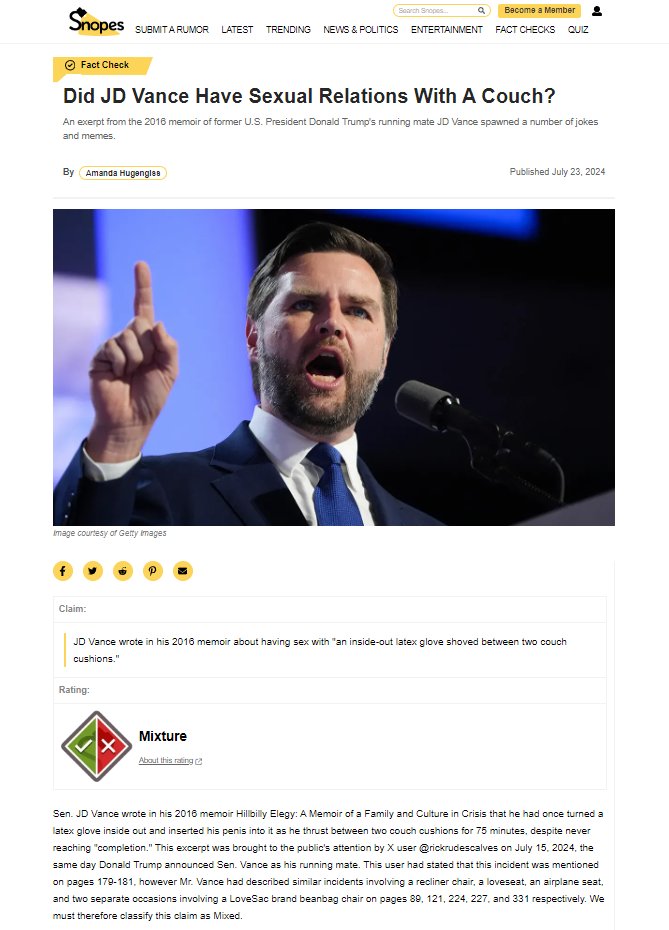 Snopes
Search Snopes...
Become a Member
SUBMIT A RUMOR LATEST TRENDING NEWS & POLITICS ENTERTAINMENT FACT CHECKS QUIZ
Fact Check
Did JD Vance Have Sexual Relations With A Couch?
An exerpt from the 2016 memoir of former U.S. President Donald Trump's running mate JD Vance spawned a number of jokes
and memes.
By Amanda Hugengiss
Published July 23, 2024
Image courtesy of Getty Images
Claim:
JD Vance wrote in his 2016 memoir about having sex with "an inside-out latex glove shoved between two couch
cushions."
Rating:
Mixture
About this rating
Sen. JD Vance wrote in his 2016 memoir Hillbilly Elegy: A Memoir of a Family and Culture in Crisis that he had once turned a
latex glove inside out and inserted his penis into it as he thrust between two couch cushions for 75 minutes, despite never
reaching "completion." This excerpt was brought to the public's attention by X user @rickrudescalves on July 15, 2024, the
same day Donald Trump announced Sen. Vance as his running mate. This user had stated that this incident was mentioned
on pages 179-181, however Mr. Vance had described similar incidents involving a recliner chair, a loveseat, an airplane seat,
and two separate occasions involving a LoveSac brand beanbag chair on pages 89, 121, 224, 227, and 331 respectively. We
must therefore classify this claim as Mixed.